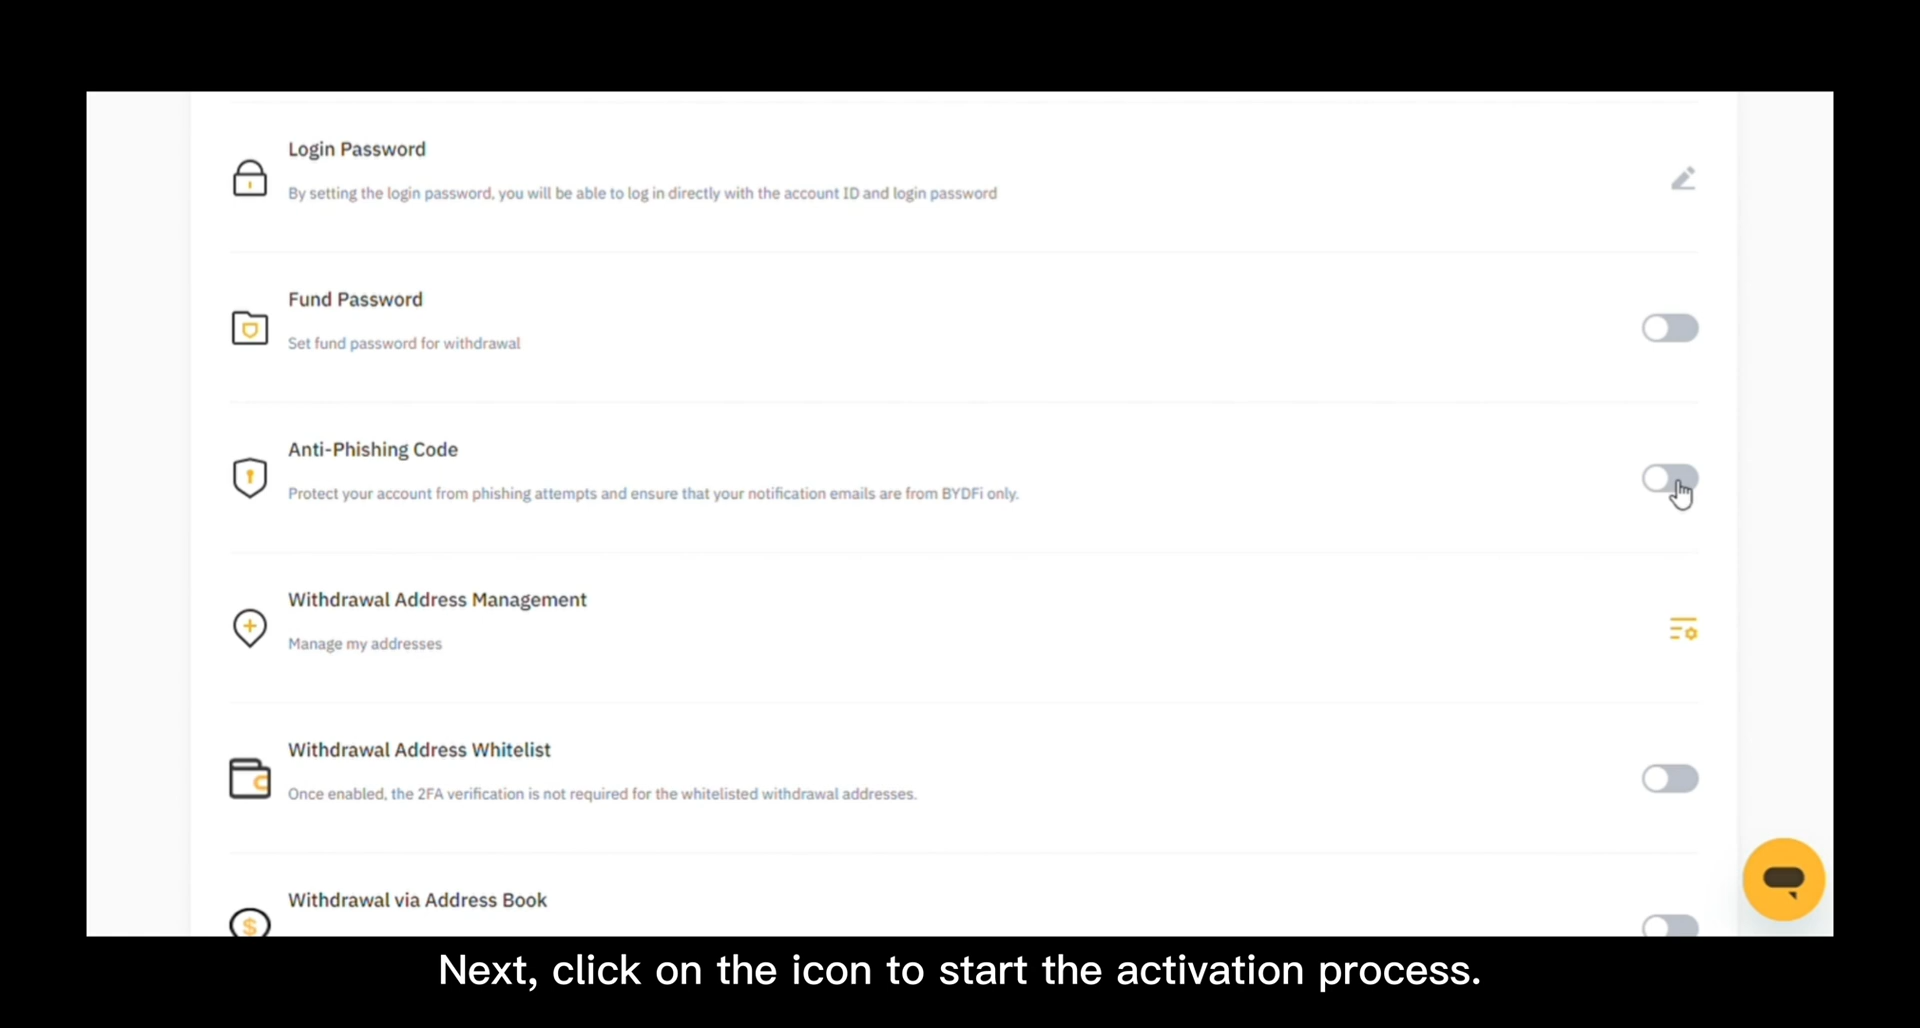 Login Password
By setting the login password, you will be able to log in directly with the account ID and login password
Fund Password
Set fund password for withdrawal
Anti-Phishing Code
Protect your account from phishing attempts and ensure that your notification emails are from BYDFi only.
Withdrawal Address Management
Manage my addresses
Withdrawal Address Whitelist
Once enabled, the 2FA verification is not required for the whitelisted withdrawal addresses.
Withdrawal via Address Book
$
Next, click on the icon to start the activation process.